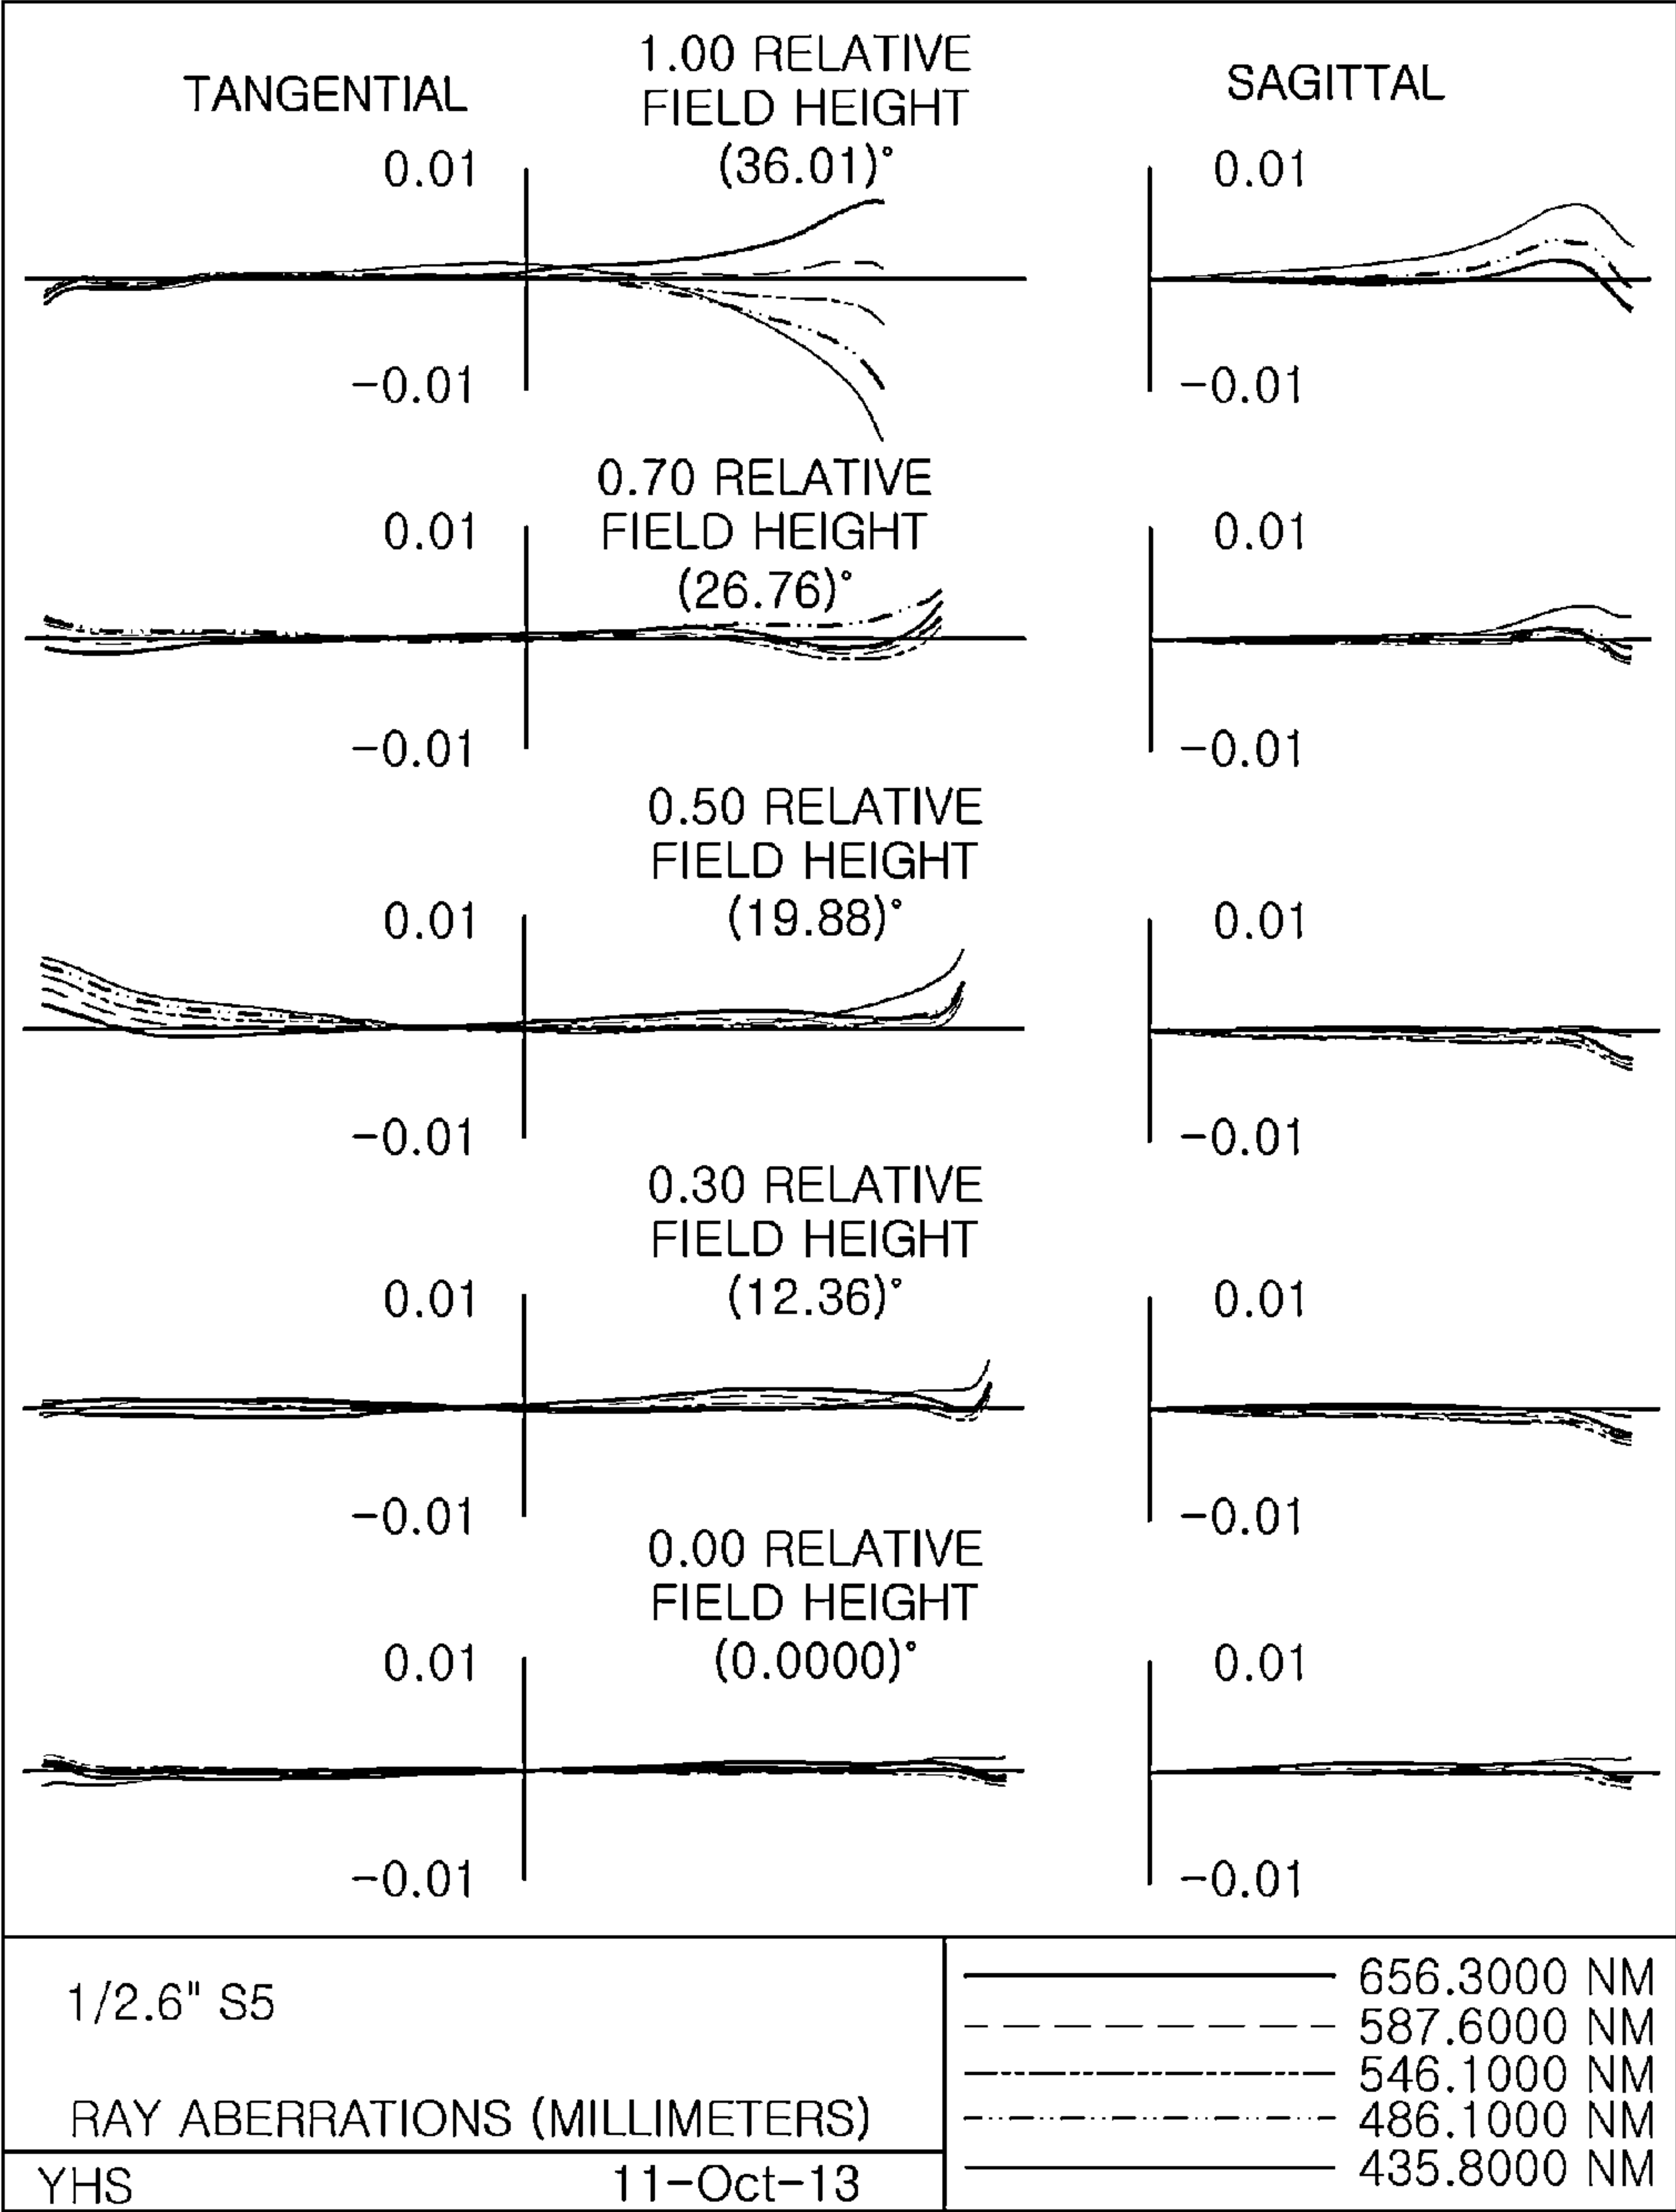 TANGENTIAL
1.00 RELATIVE
FIELD HEIGHT
(36.01)°
SAGITTAL
0.01
0.01
-0.01
-0.01
0.70 RELATIVE
FIELD HEIGHT
(26.76)°
0.01
0.01
-0.01
-0.01
0.50 RELATIVE
FIELD HEIGHT
(19.88)°
0.01
0.01
-0.01
-0.01
0.30 RELATIVE
FIELD HEIGHT
(12.36)°
0.01
0.01
-0.01
-0.01
0.00 RELATIVE
FIELD HEIGHT
(0.0000)°
0.01
0.01
-0.01
-0.01
1/2.6" S5
RAY ABERRATIONS (MILLIMETERS)
YHS 11-Oct-13
656.3000 NM
587.6000 NM
546.1000 NM
486.1000 NM
435.8000 NM